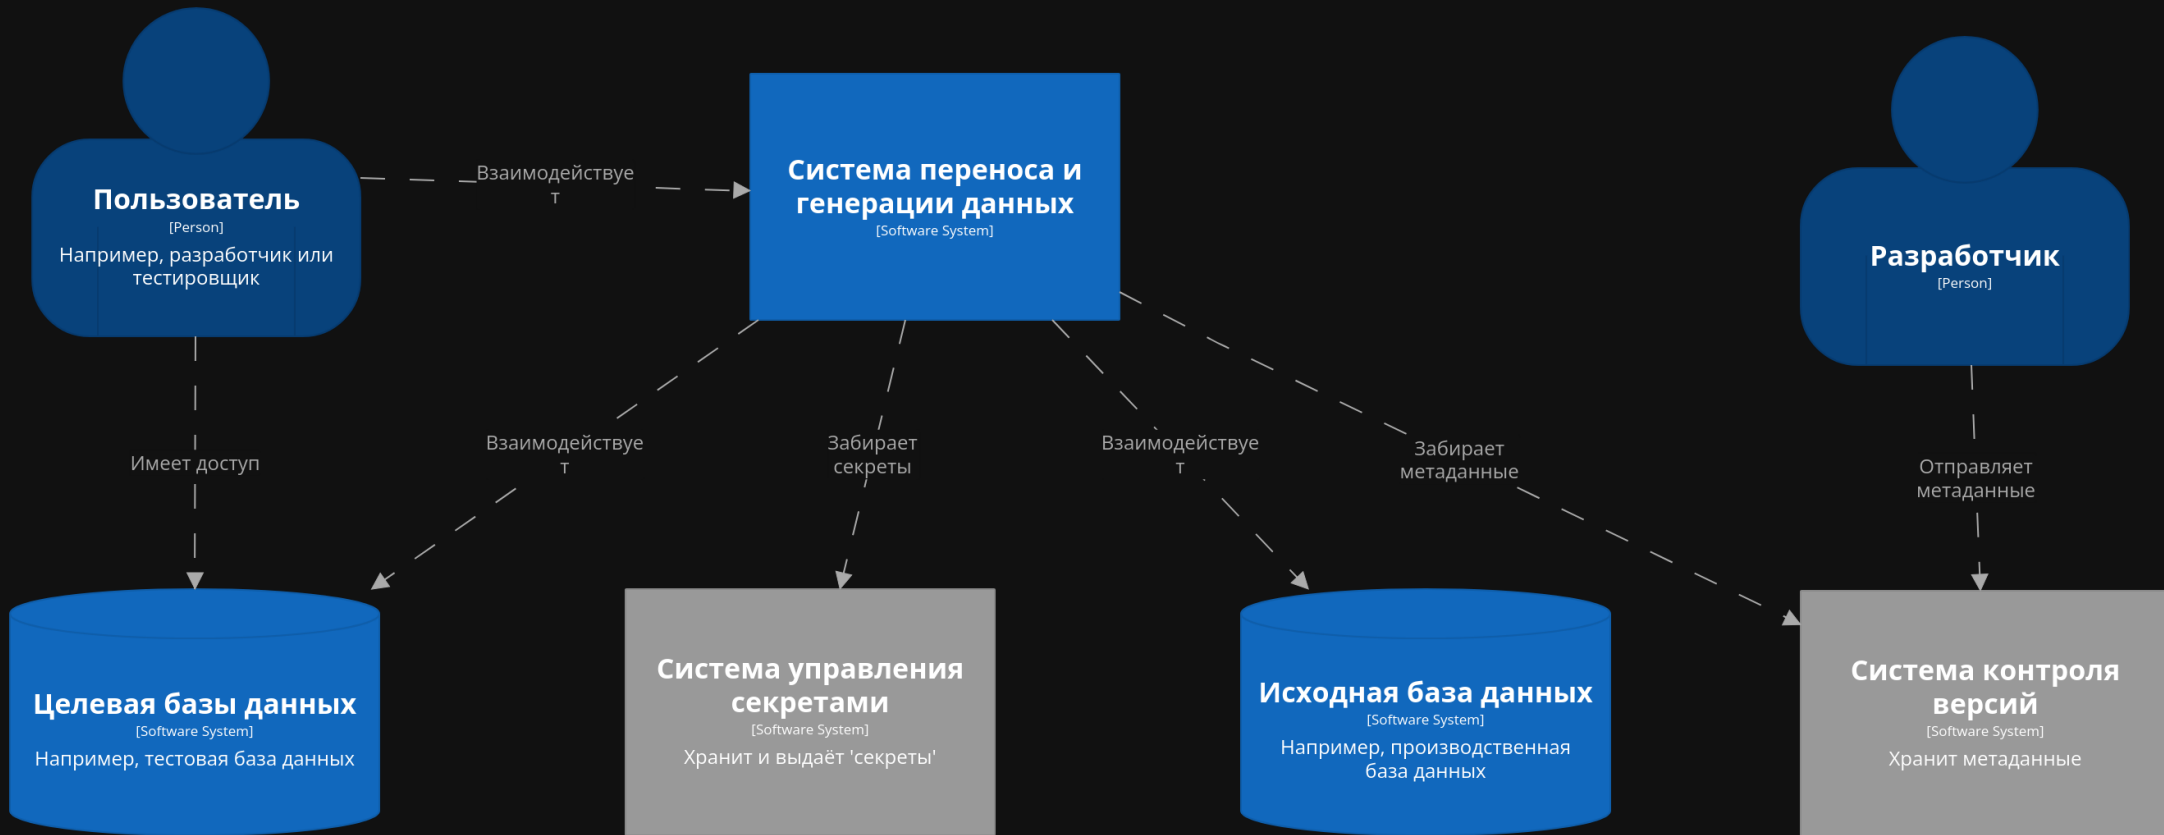 Пользователь
[Person]
Например, разработчик или
тестировщик
Взаимодействуе
т
Система переноса и
генерации данных
[Software System]
Разработчик
[Person]
Имеет доступ
Взаимодействуе
т
Забирает
секреты
Взаимодействуе
т
Забирает
метаданные
Отправляет
метаданные
Целевая базы данных
[Software System]
Например, тестовая база данных
Система управления
секретами
[Software System]
Хранит и выдаёт 'секреты'
Исходная база данных
[Software System]
Например, производственная
база данных
Система контроля
версий
[Software System]
Хранит метаданные